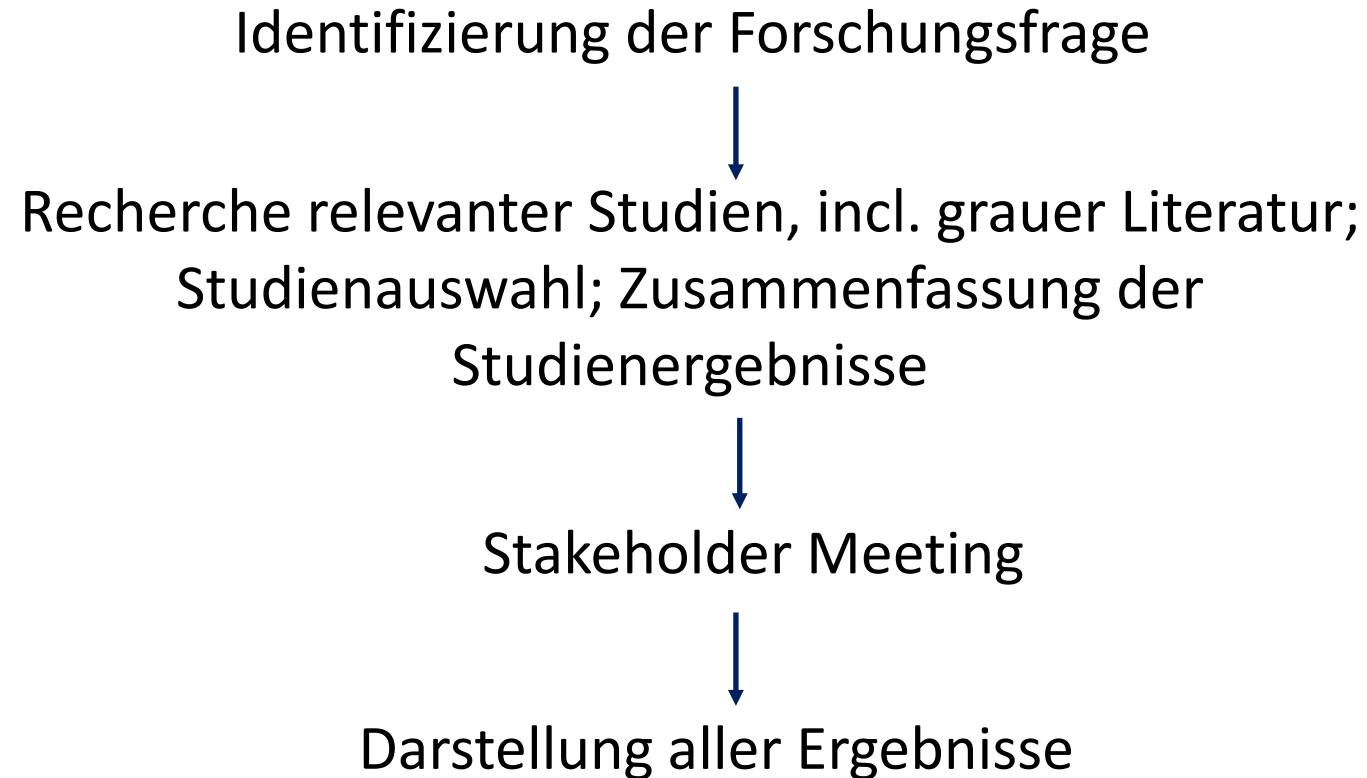 Identifizierung der Forschungsfrage
Recherche relevanter Studien, incl. grauer Literatur;
Studienauswahl; Zusammenfassung der
Studienergebnisse
Stakeholder Meeting
Darstellung aller Ergebnisse